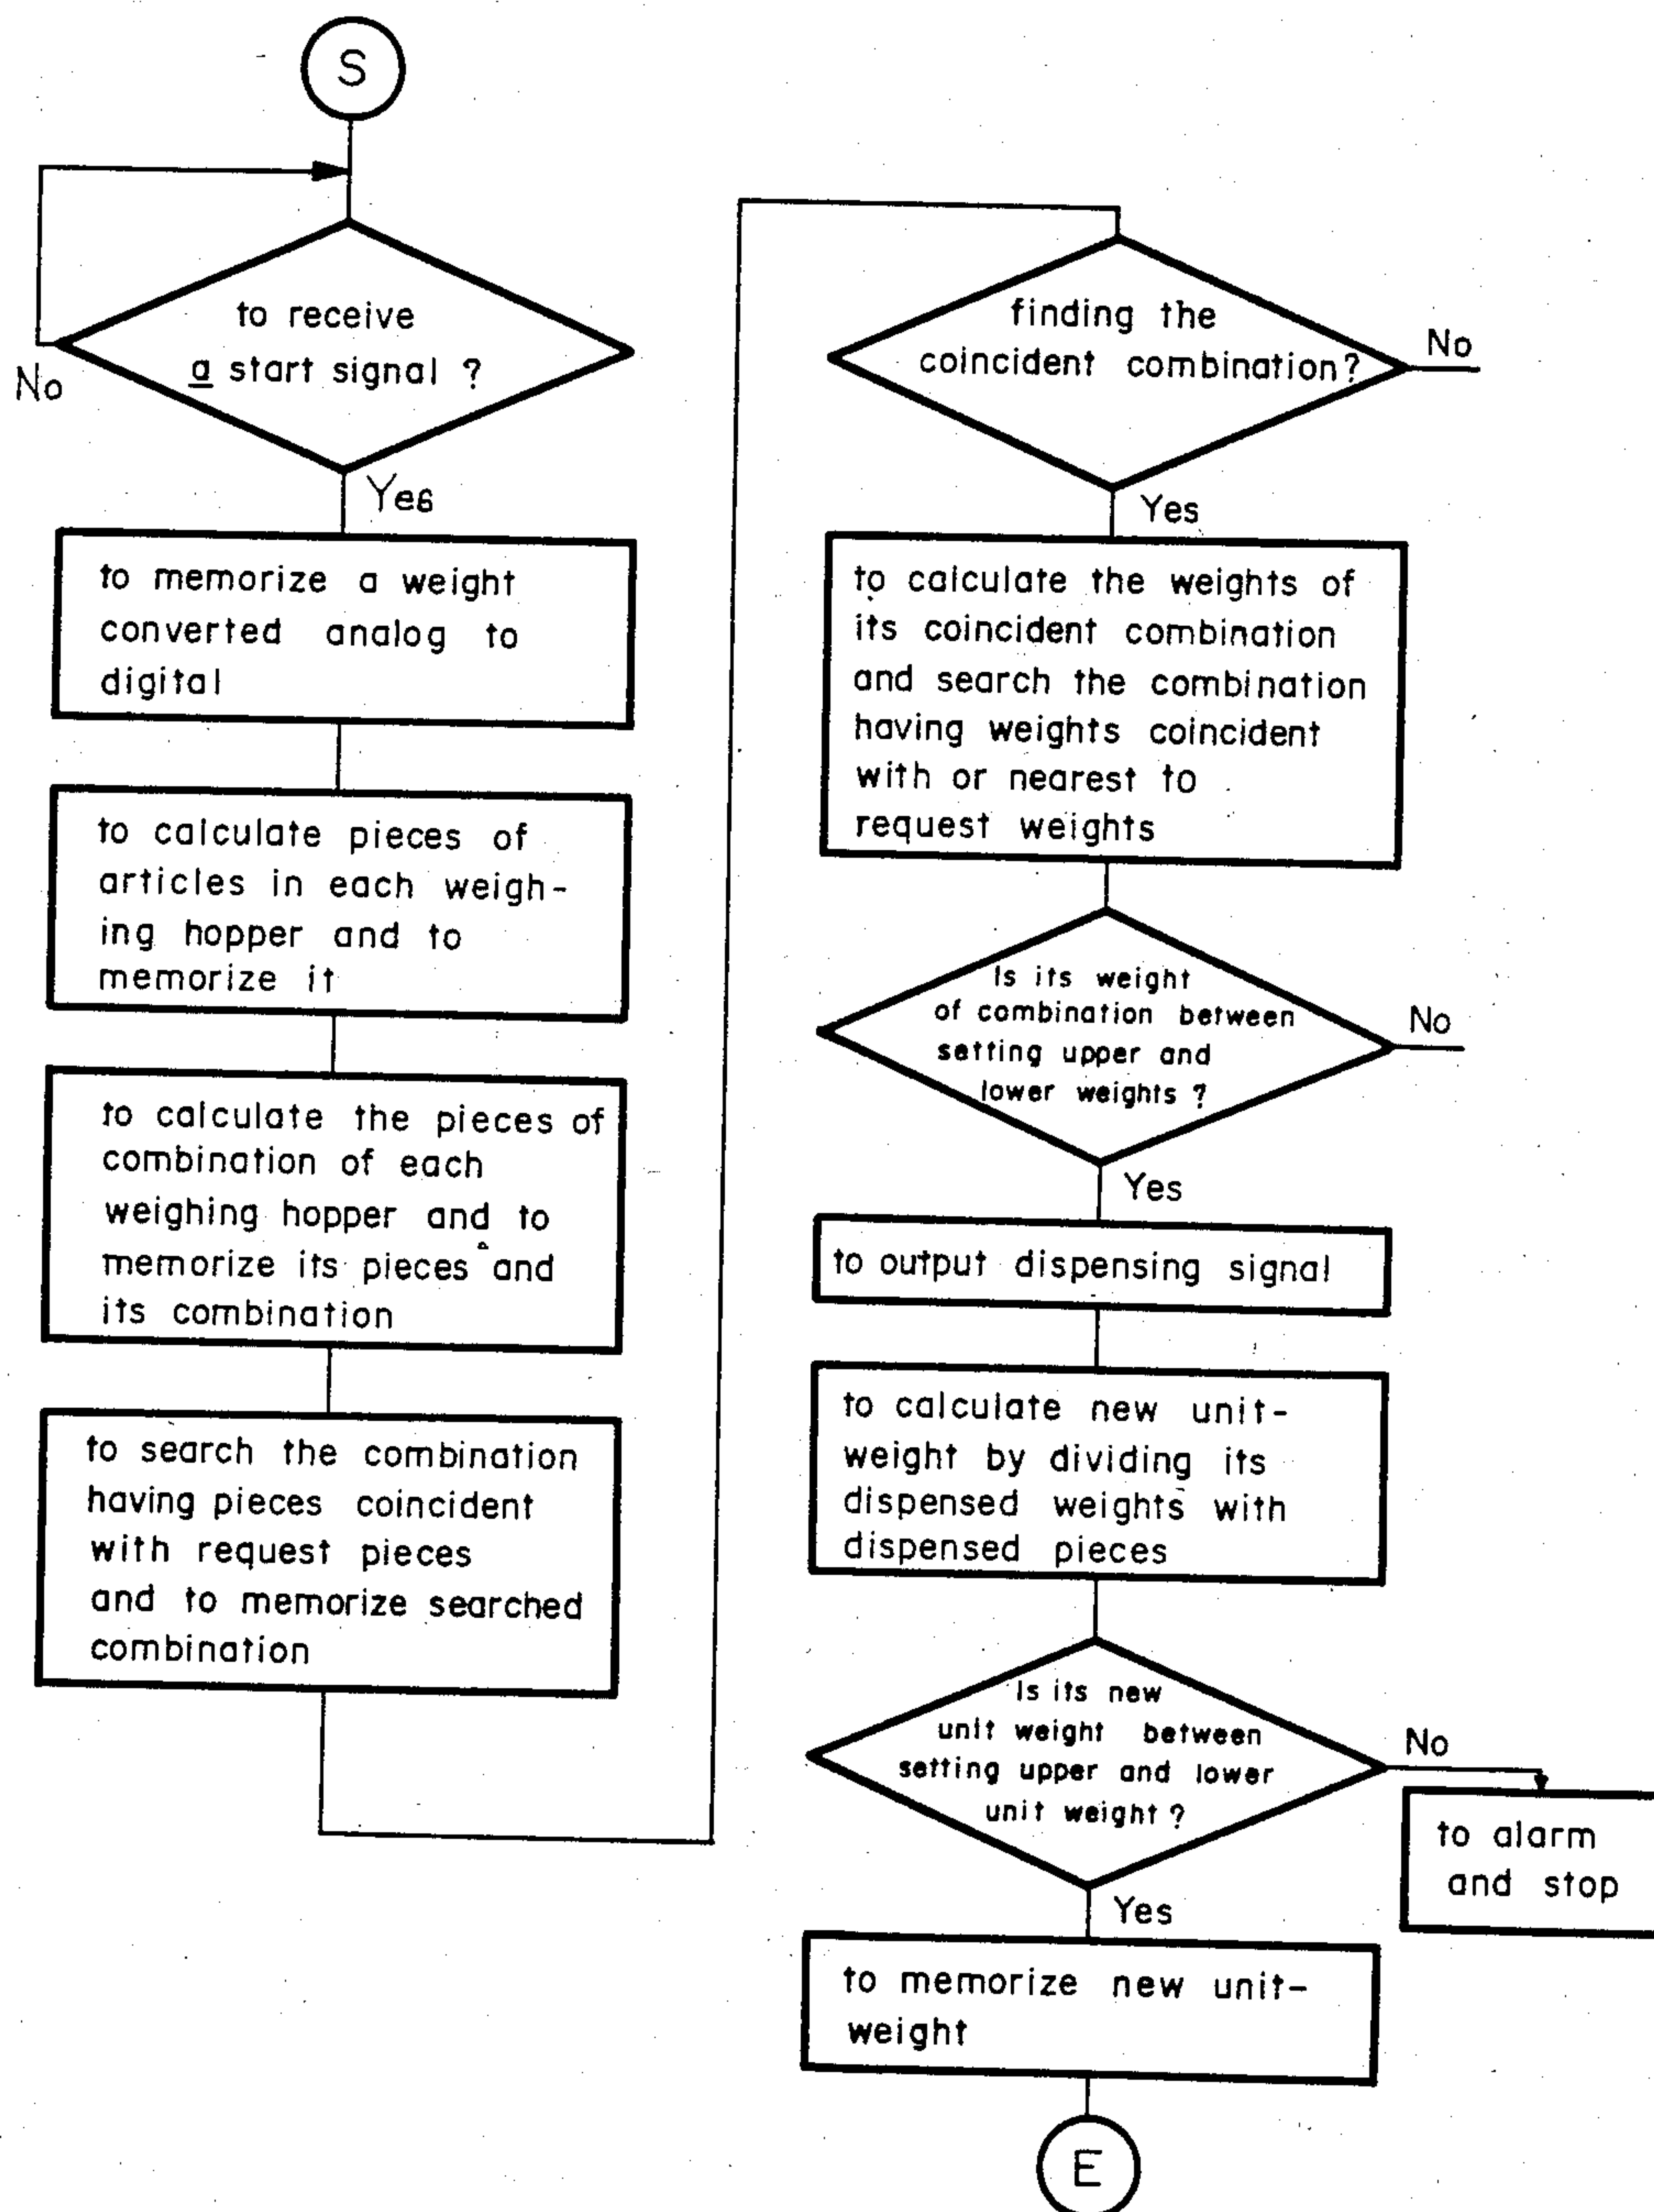 S
to receive
a start signal ?
No
Yes
to memorize a weight
converted analog to
digital
to calculate pieces of
articles in each weigh-
ing hopper and to
memorize it
to calculate the pieces of
combination of each
weighing hopper and to
memorize its pieces and
its combination
to search the combination
having pieces coincident
with request pieces
and to memorize searched
combination
finding the
coincident combination?
No
Yes
to calculate the weights of
its coincident combination
and search the combination
having weights coincident
with or nearest to
request weights
Is its weight
of combination between
setting upper and
lower weights ?
No
Yes
to output dispensing signal
to calculate new unit-
weight by dividing its
dispensed weights with
dispensed pieces
Is its new
unit weight between
setting upper and lower
unit weight ?
No
to alarm
and stop
Yes
to memorize new unit-
weight
E